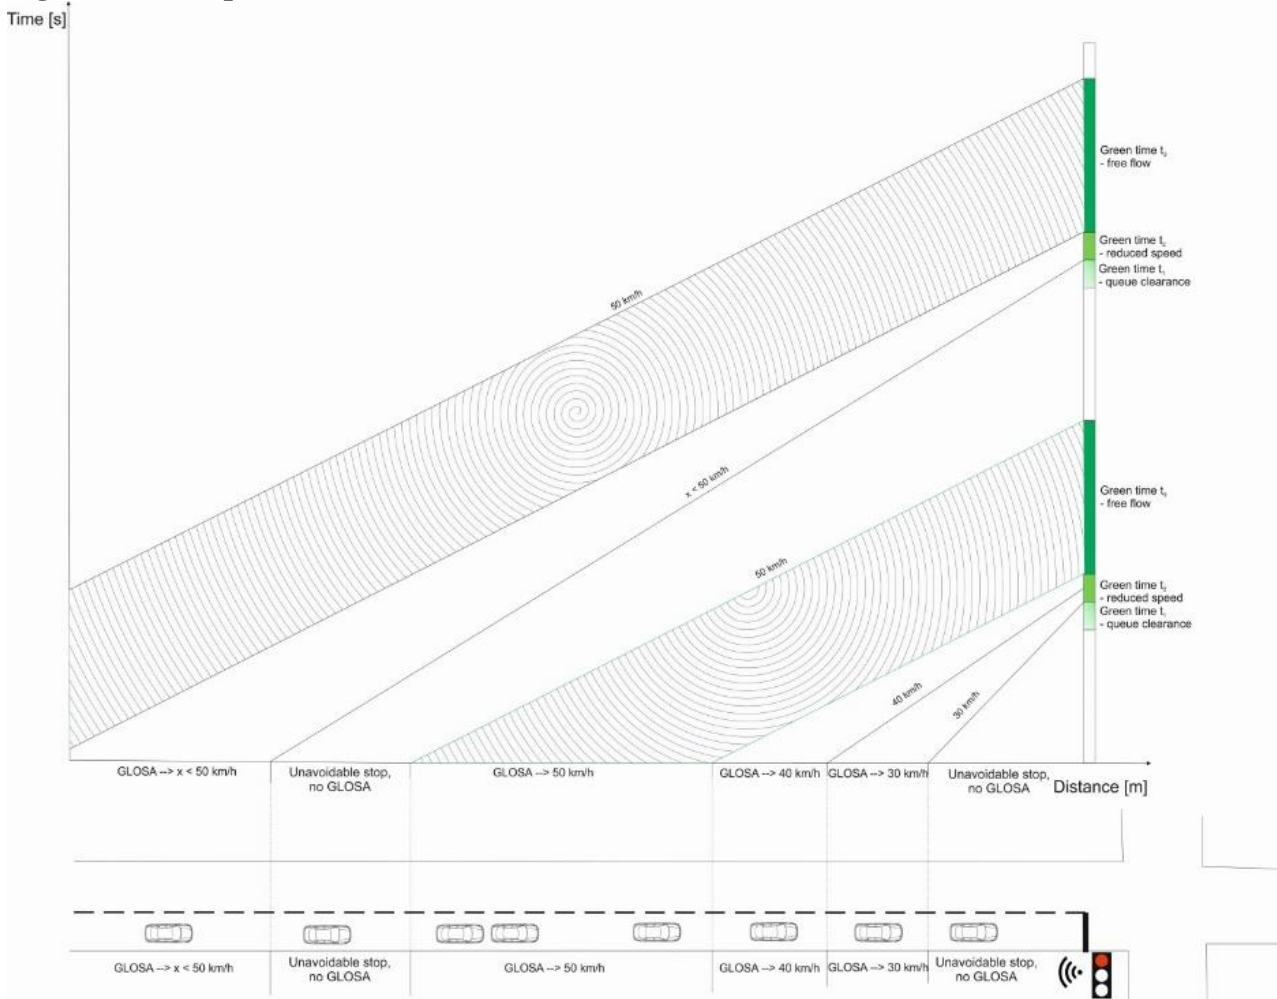 Time [s]
Green time t₃
- free flow
Green time t₂
- reduced speed
Green time t₁
- queue clearance
50 km/h
x < 50 km/h
Green time t₃
- free flow
50 km/h
Green time t₂
- reduced speed
Green time t₁
- queue clearance
40 km/h
30 km/h
GLOSA --> x < 50 km/h
Unavoidable stop,
no GLOSA
GLOSA --> 50 km/h
GLOSA --> 40 km/h
GLOSA --> 30 km/h
Unavoidable stop,
no GLOSA
Distance [m]
GLOSA --> x < 50 km/h
Unavoidable stop,
no GLOSA
GLOSA --> 50 km/h
GLOSA --> 40 km/h
GLOSA --> 30 km/h
Unavoidable stop,
no GLOSA